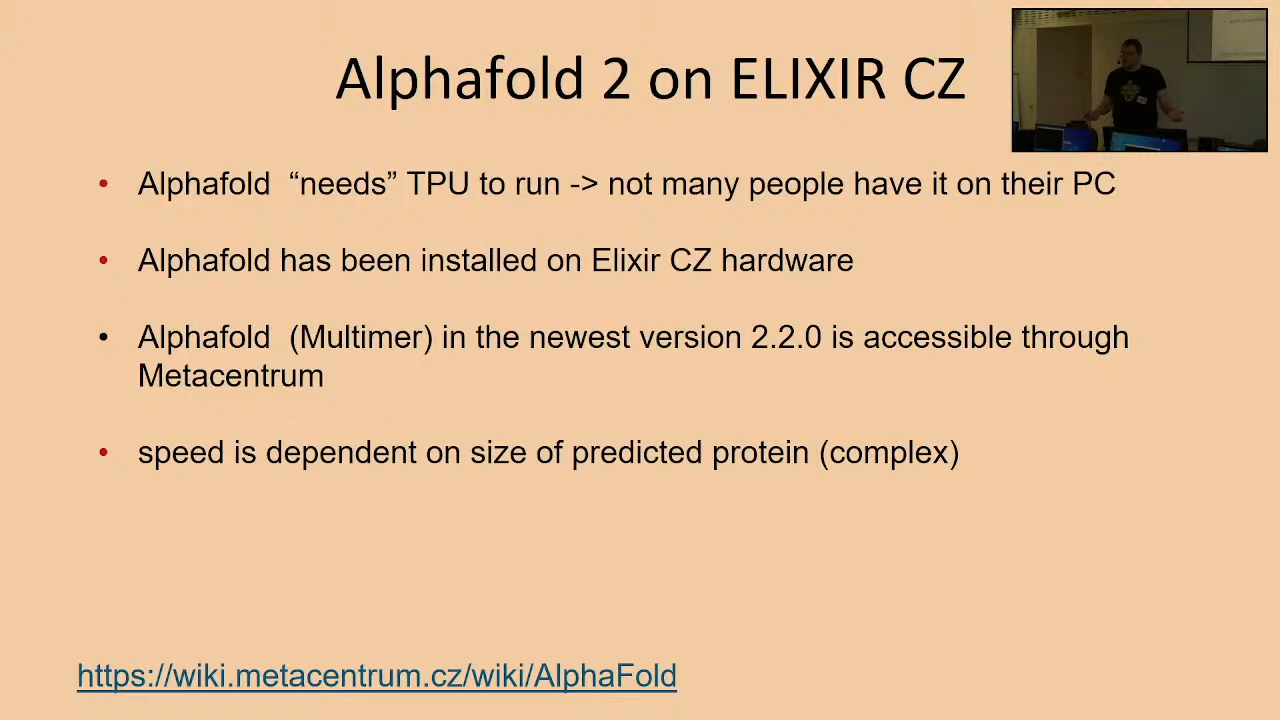 Alphafold 2 on ELIXIR CZ
• Alphafold “needs” TPU to run -> not many people have it on their PC
• Alphafold has been installed on Elixir CZ hardware
• Alphafold (Multimer) in the newest version 2.2.0 is accessible through
Metacentrum
• speed is dependent on size of predicted protein (complex)
https://wiki.metacentrum.cz/wiki/AlphaFold